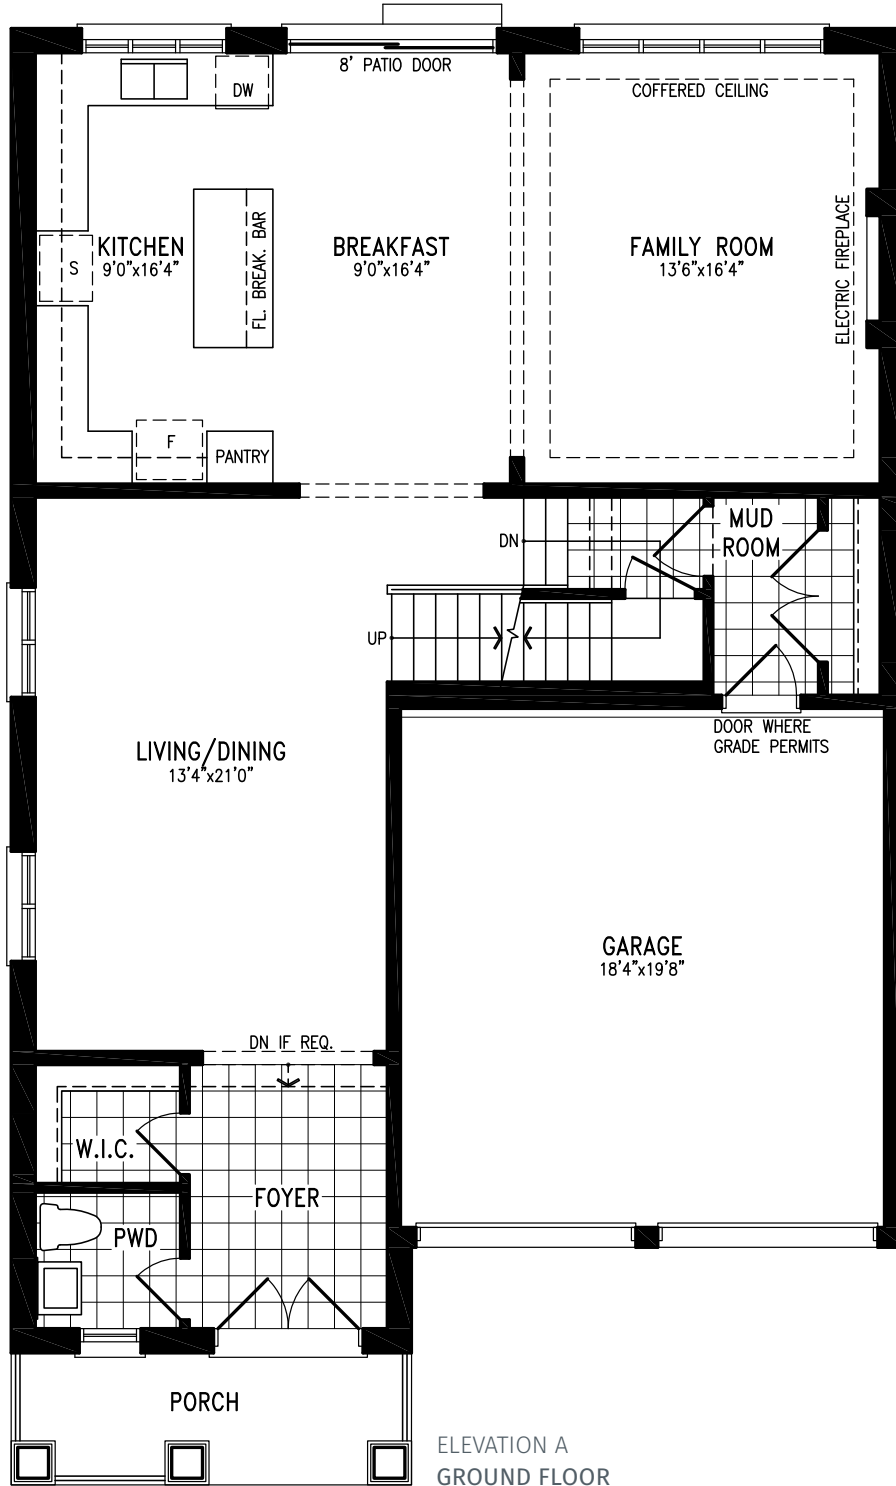 8' PATIO DOOR
DW
COFFERED CEILING
KITCHEN
9'0"x16'4"
S
FL. BREAK. BAR
BREAKFAST
9'0"x16'4"
FAMILY ROOM
13'6"x16'4"
ELECTRIC FIREPLACE
F
PANTRY
MUD
ROOM
DN
UP
DOOR WHERE
GRADE PERMITS
LIVING/DINING
13'4"x21'0"
GARAGE
18'4"x19'8"
DN IF REQ.
W.I.C.
FOYER
PWD
PORCH
ELEVATION A
GROUND FLOOR